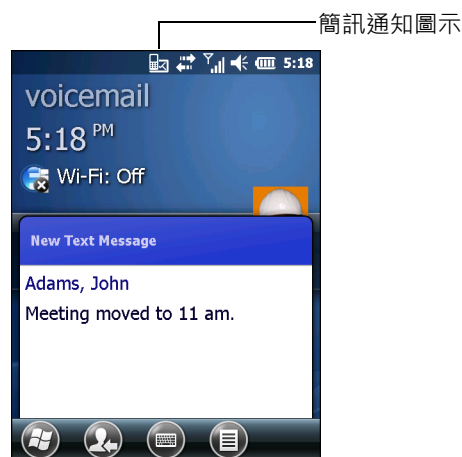 簡訊通知圖示
5:18
voicemail
5:18 PM
Wi-Fi: Off
New Text Message
Adams, John
Meeting moved to 11 am.